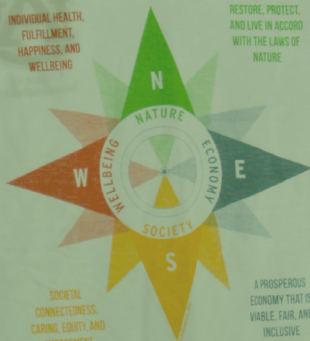 INDIVIDUAL HEALTH,
FULFILLMENT,
HAPPINESS, AND
WELLBEING
RESTORE, PROTECT,
AND LIVE IN ACCORD
WITH THE LAWS OF
NATURE
N
NATURE
W
WELLBEING
ECONOMY
E
SOCIETY
S
SOCIETAL
CONNECTEDNESS,
CARING, EQUITY, AND
A PROSPEROUS
ECONOMY THAT IS
VIABLE, FAIR, AND
INCLUSIVE